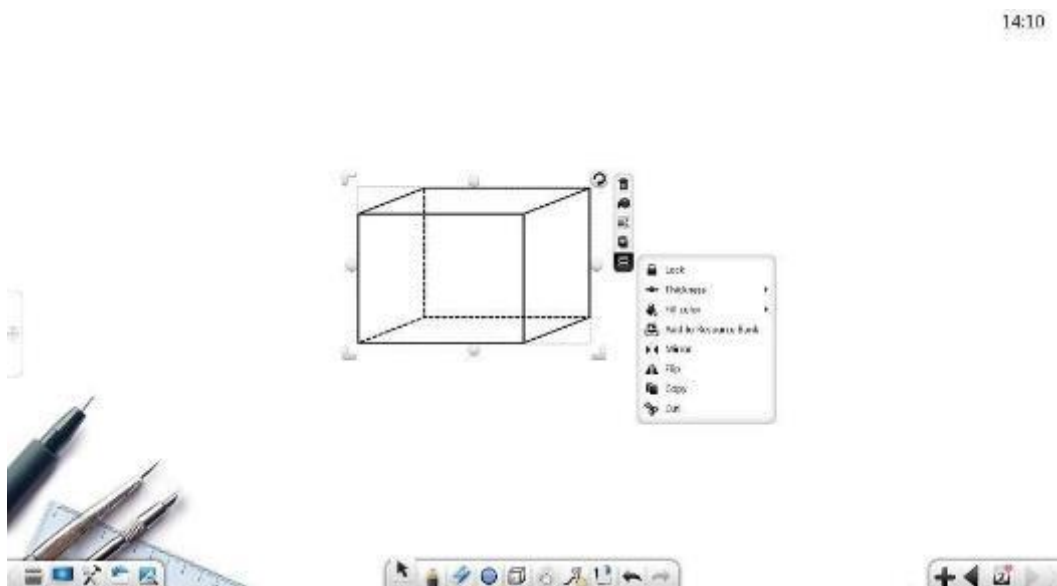 14:10
Lock
Thickness
Fill color
Add to Resource Bank
Mirror
Flip
Copy
Cut